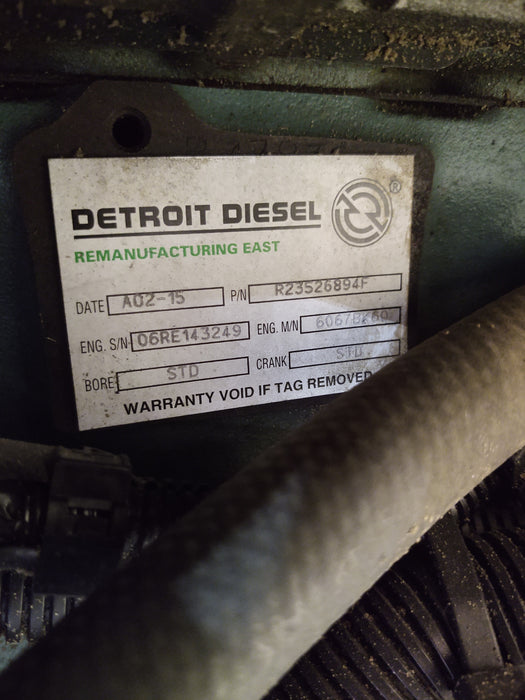 DETROIT DIESEL ®
REMANUFACTURING EAST
DATE A02-15 P/N R23526894F
ENG. S/N 06RE143249 ENG. M/N
BORE STD CRANK STD
WARRANTY VOID IF TAG REMOVED